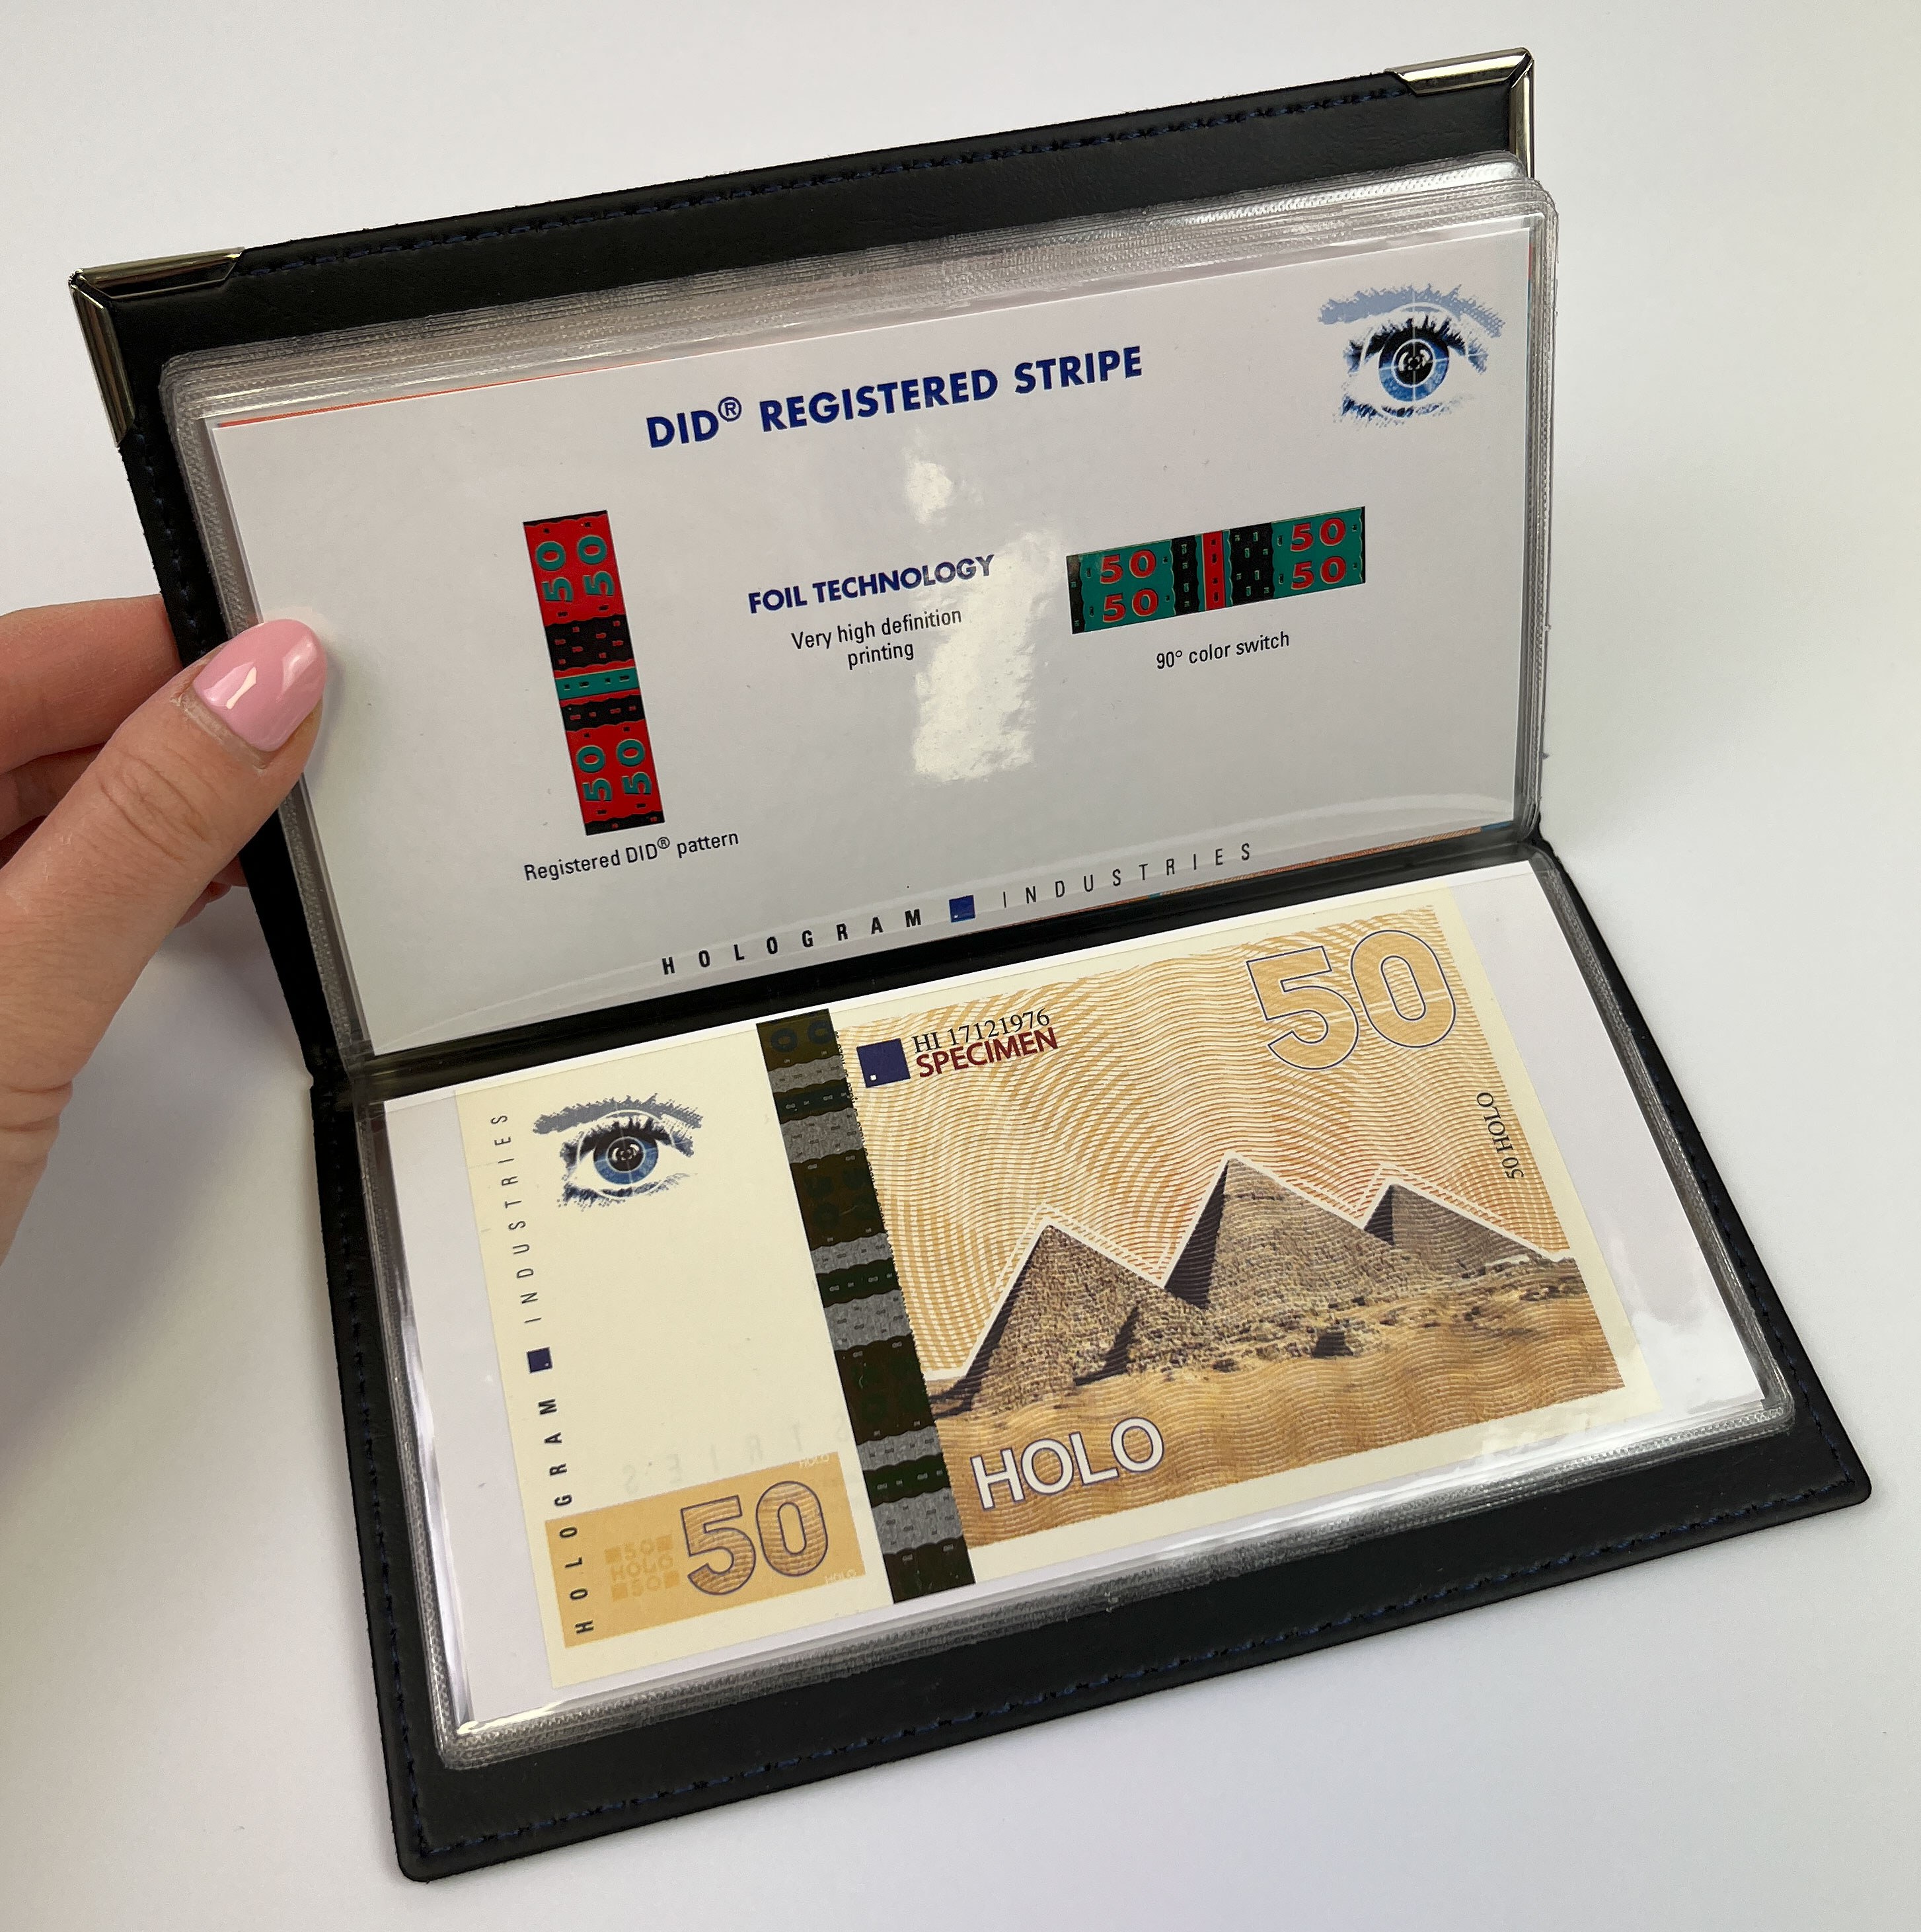 DID® REGISTERED STRIPE
50
50
50
50
FOIL TECHNOLOGY
Very high definition
printing
50 50
50 50
90° color switch
Registered DID® pattern
HOLOGRAM INDUSTRIES
HI 17121976
SPECIMEN
50
50 HOLO
HOLOGRAM INDUSTRIES
HOLO
HOLO
50
50
HOLO
50
HOLO